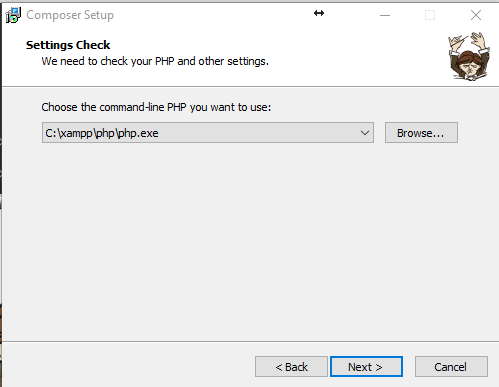 Composer Setup
Settings Check
We need to check your PHP and other settings.
Choose the command-line PHP you want to use:
C:\xampp\php\php.exe
Browse...
< Back
Next >
Cancel